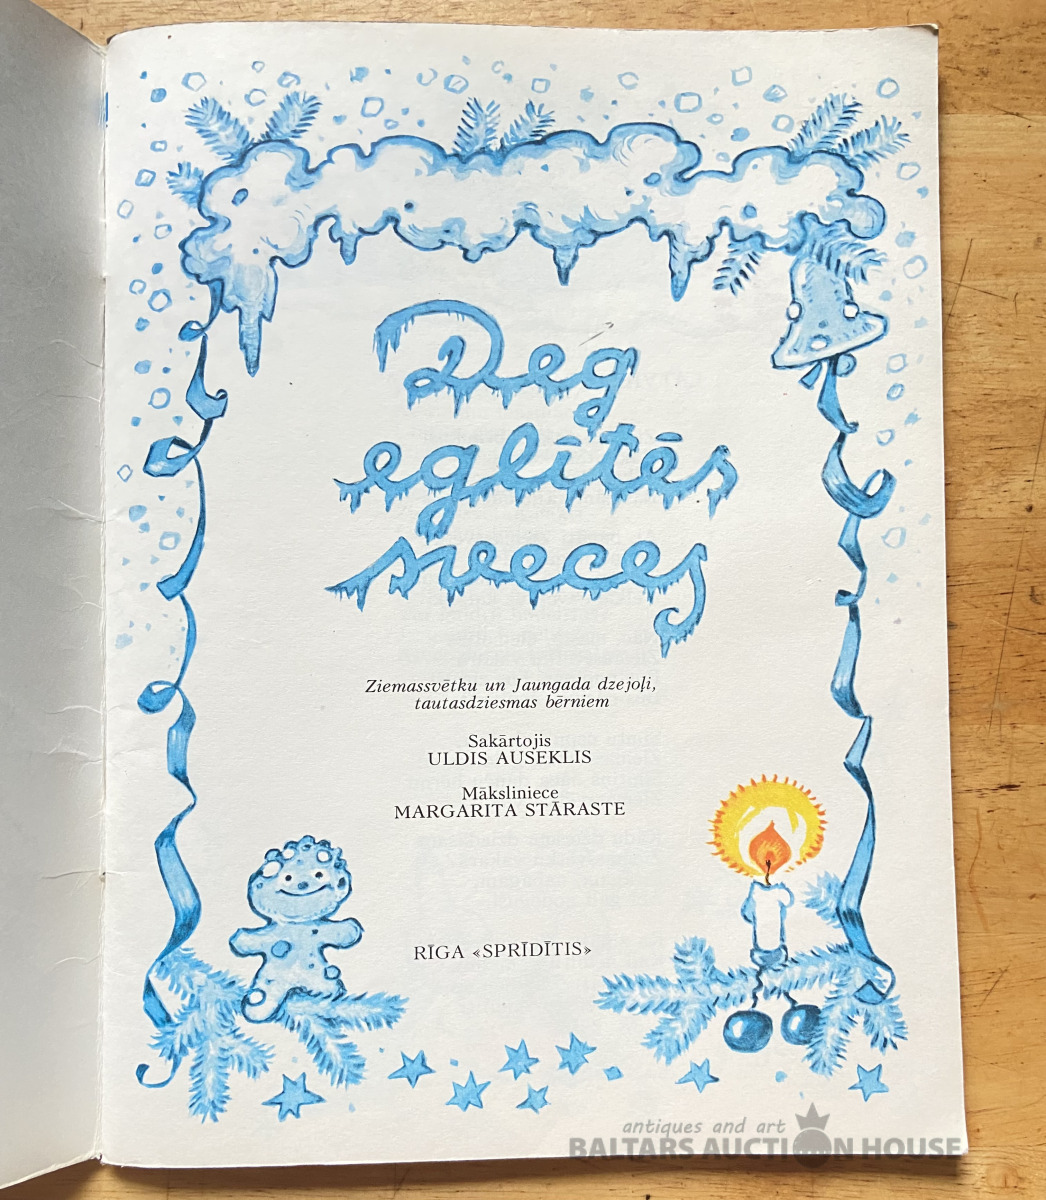 Deg
eglītēs
sveces
Ziemassvētku un Jaungada dzejoļi,
tautasdziesmas bērniem
Sakārtojis
ULDIS AUSEKLIS
Māksliniece
MARGARITA STĀRASTE
RĪGA «SPRĪDĪTIS»
antiques and art
BALTARS AUCTION HOUSE